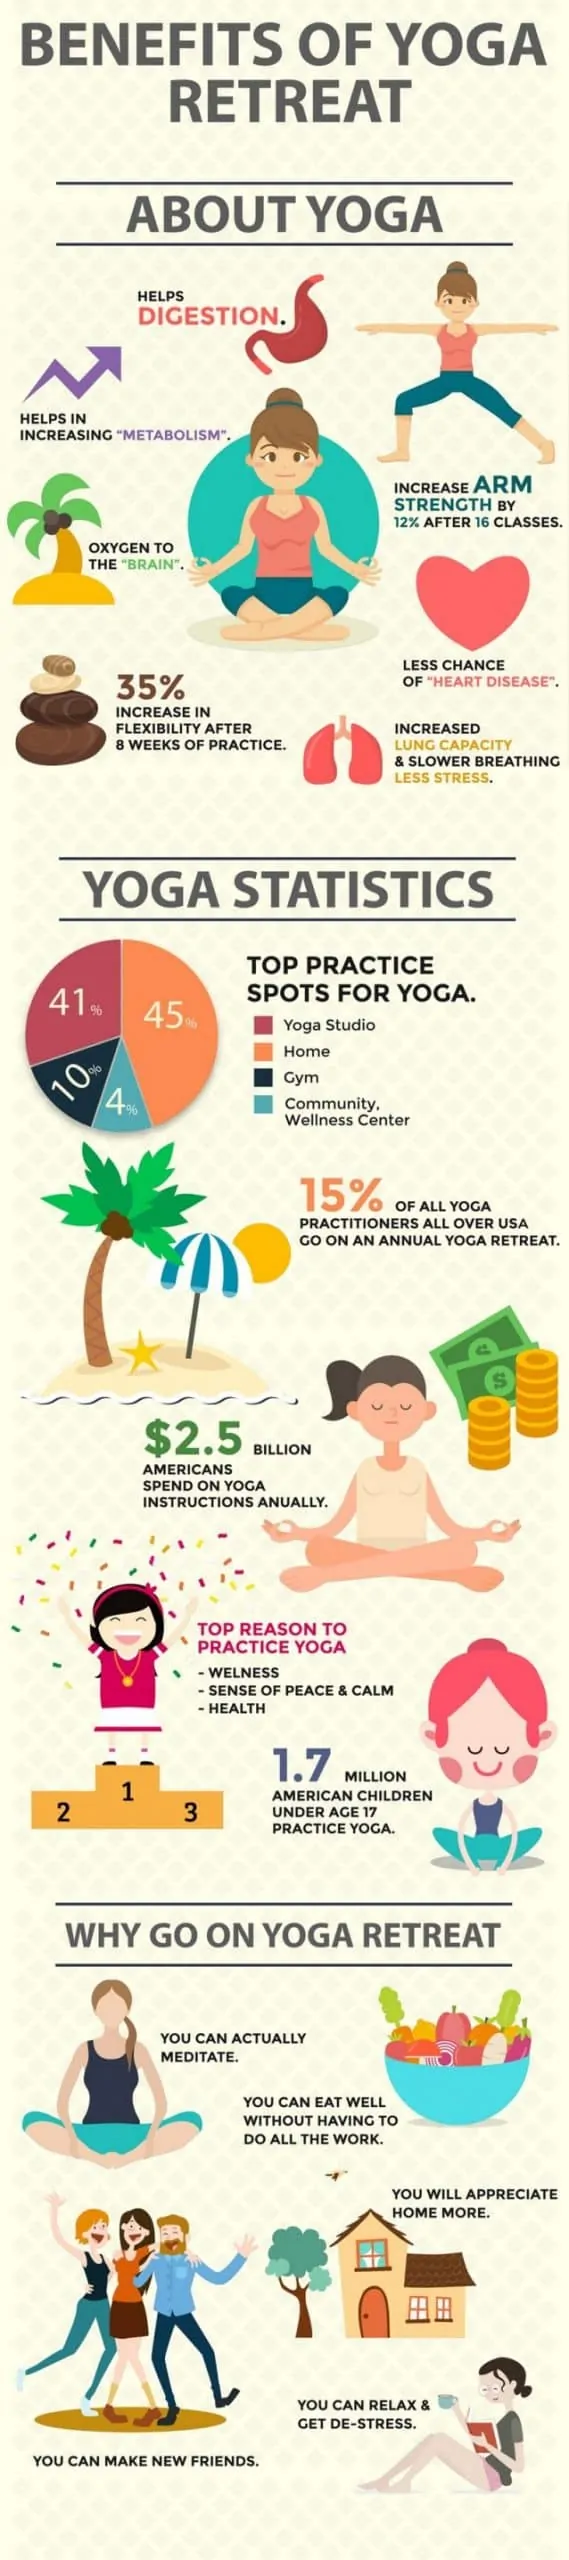 BENEFITS OF YOGA
RETREAT
ABOUT YOGA
HELPS
DIGESTION.
HELPS IN
INCREASING "METABOLISM".
INCREASE ARM
STRENGTH BY
12% AFTER 16 CLASSES.
OXYGEN TO
THE "BRAIN".
LESS CHANCE
OF "HEART DISEASE".
35%
INCREASE IN
FLEXIBILITY AFTER
8 WEEKS OF PRACTICE.
INCREASED
LUNG CAPACITY
& SLOWER BREATHING
LESS STRESS.
YOGA STATISTICS
41%
45%
10%
4%
TOP PRACTICE
SPOTS FOR YOGA.
Yoga Studio
Home
Gym
Community,
Wellness Center
15% OF ALL YOGA
PRACTITIONERS ALL OVER USA
GO ON AN ANNUAL YOGA RETREAT.
$
$2.5 BILLION
AMERICANS
SPEND ON YOGA
INSTRUCTIONS ANUALLY.
TOP REASON TO
PRACTICE YOGA
- WELNESS
- SENSE OF PEACE & CALM
- HEALTH
1
2
3
1.7 MILLION
AMERICAN CHILDREN
UNDER AGE 17
PRACTICE YOGA.
WHY GO ON YOGA RETREAT
YOU CAN ACTUALLY
MEDITATE.
YOU CAN EAT WELL
WITHOUT HAVING TO
DO ALL THE WORK.
YOU WILL APPRECIATE
HOME MORE.
YOU CAN RELAX &
GET DE-STRESS.
YOU CAN MAKE NEW FRIENDS.